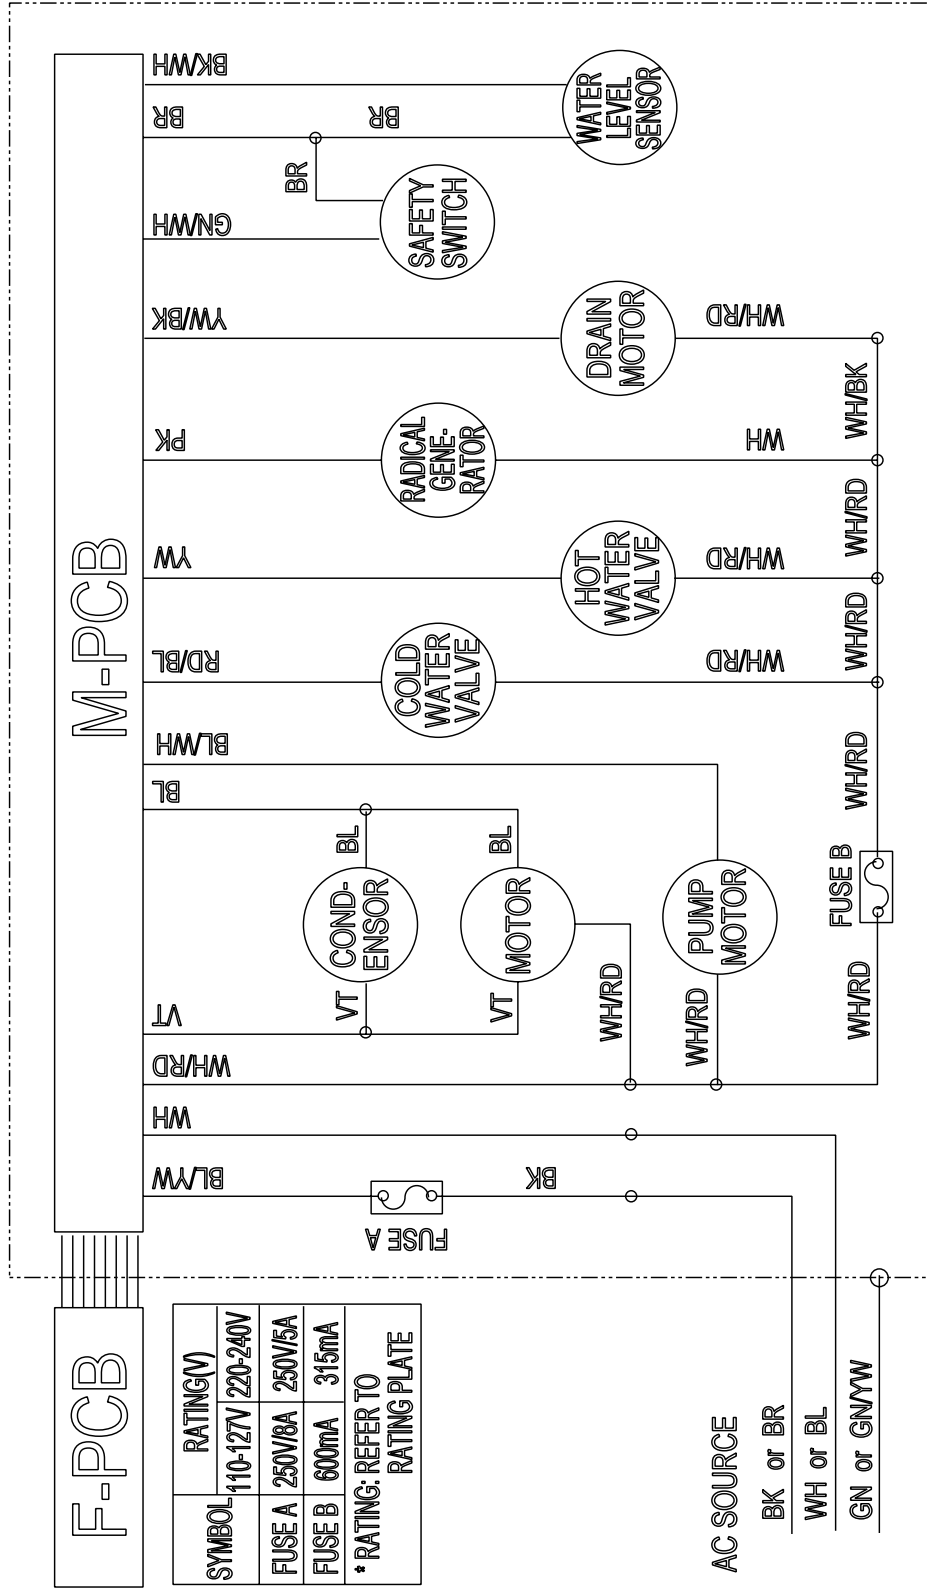 F-PCB
M-PCB
SYMBOL
RATING(V)
110-127V
220-240V
FUSE A
250V/8A
250V/5A
FUSE B
600mA
315mA
* RATING: REFER TO
RATING PLATE
AC SOURCE
BK or BR
WH or BL
GN or GN/YW
BL/YW
FUSE A
BK
WH
WH/RD
VT
VT
COND-
ENSOR
BL
VT
MOTOR
BL
WH/RD
WH/RD
PUMP
MOTOR
WH/RD
FUSE B
WH/RD
BL
BL/WH
RD/BL
COLD
WATER
VALVE
WH/RD
WH/RD
YW
HOT
WATER
VALVE
WH/RD
WH/RD
PK
RADICAL
GENE-
RATOR
WH
WH/BK
YW/BK
DRAIN
MOTOR
WH/RD
GN/WH
BR
SAFETY
SWITCH
BR
BR
BK/WH
WATER
LEVEL
SENSOR